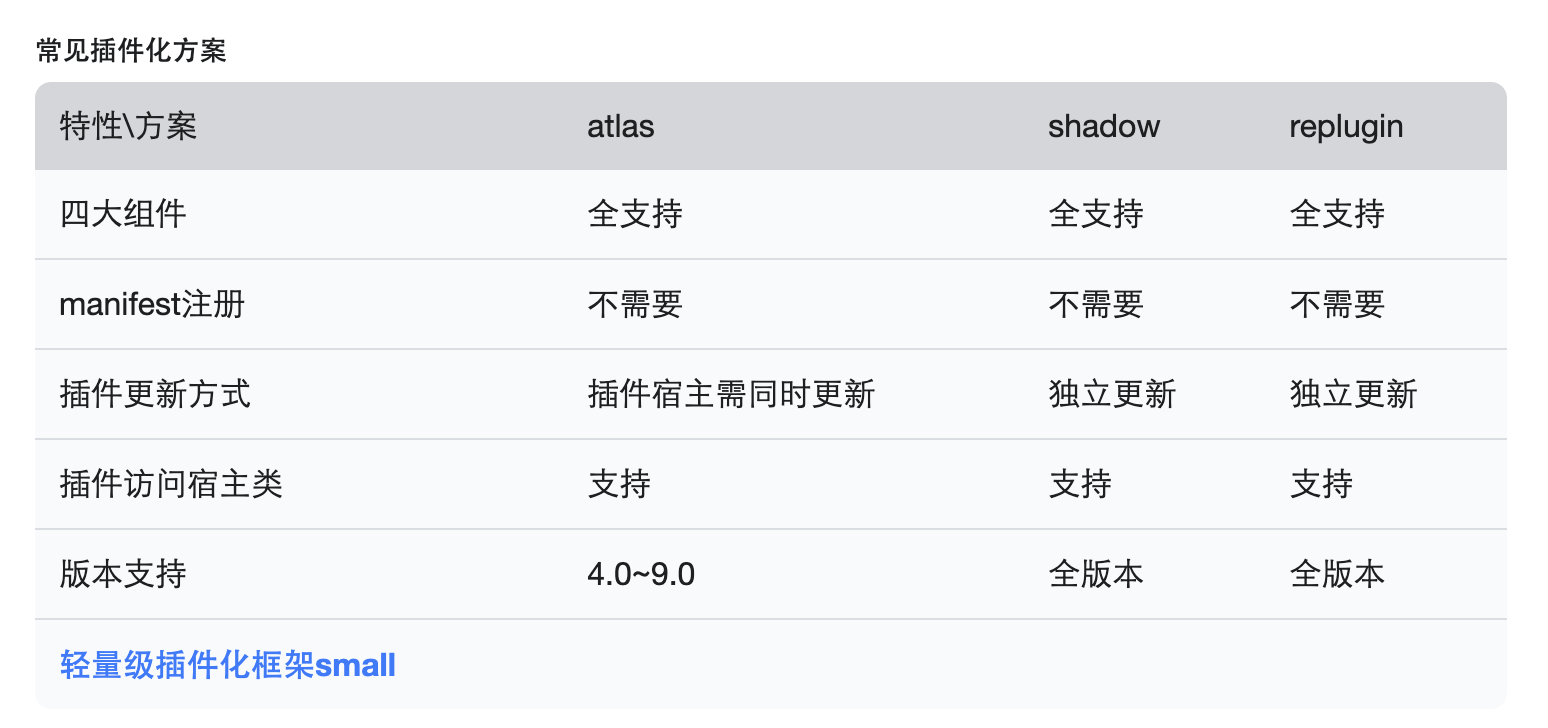 常见插件化方案
特性\方案 atlas shadow replugin
四大组件 全支持 全支持 全支持
manifest注册 不需要 不需要 不需要
插件更新方式 插件宿主需同时更新 独立更新 独立更新
插件访问宿主类 支持 支持 支持
版本支持 4.0~9.0 全版本 全版本
轻量级插件化框架small